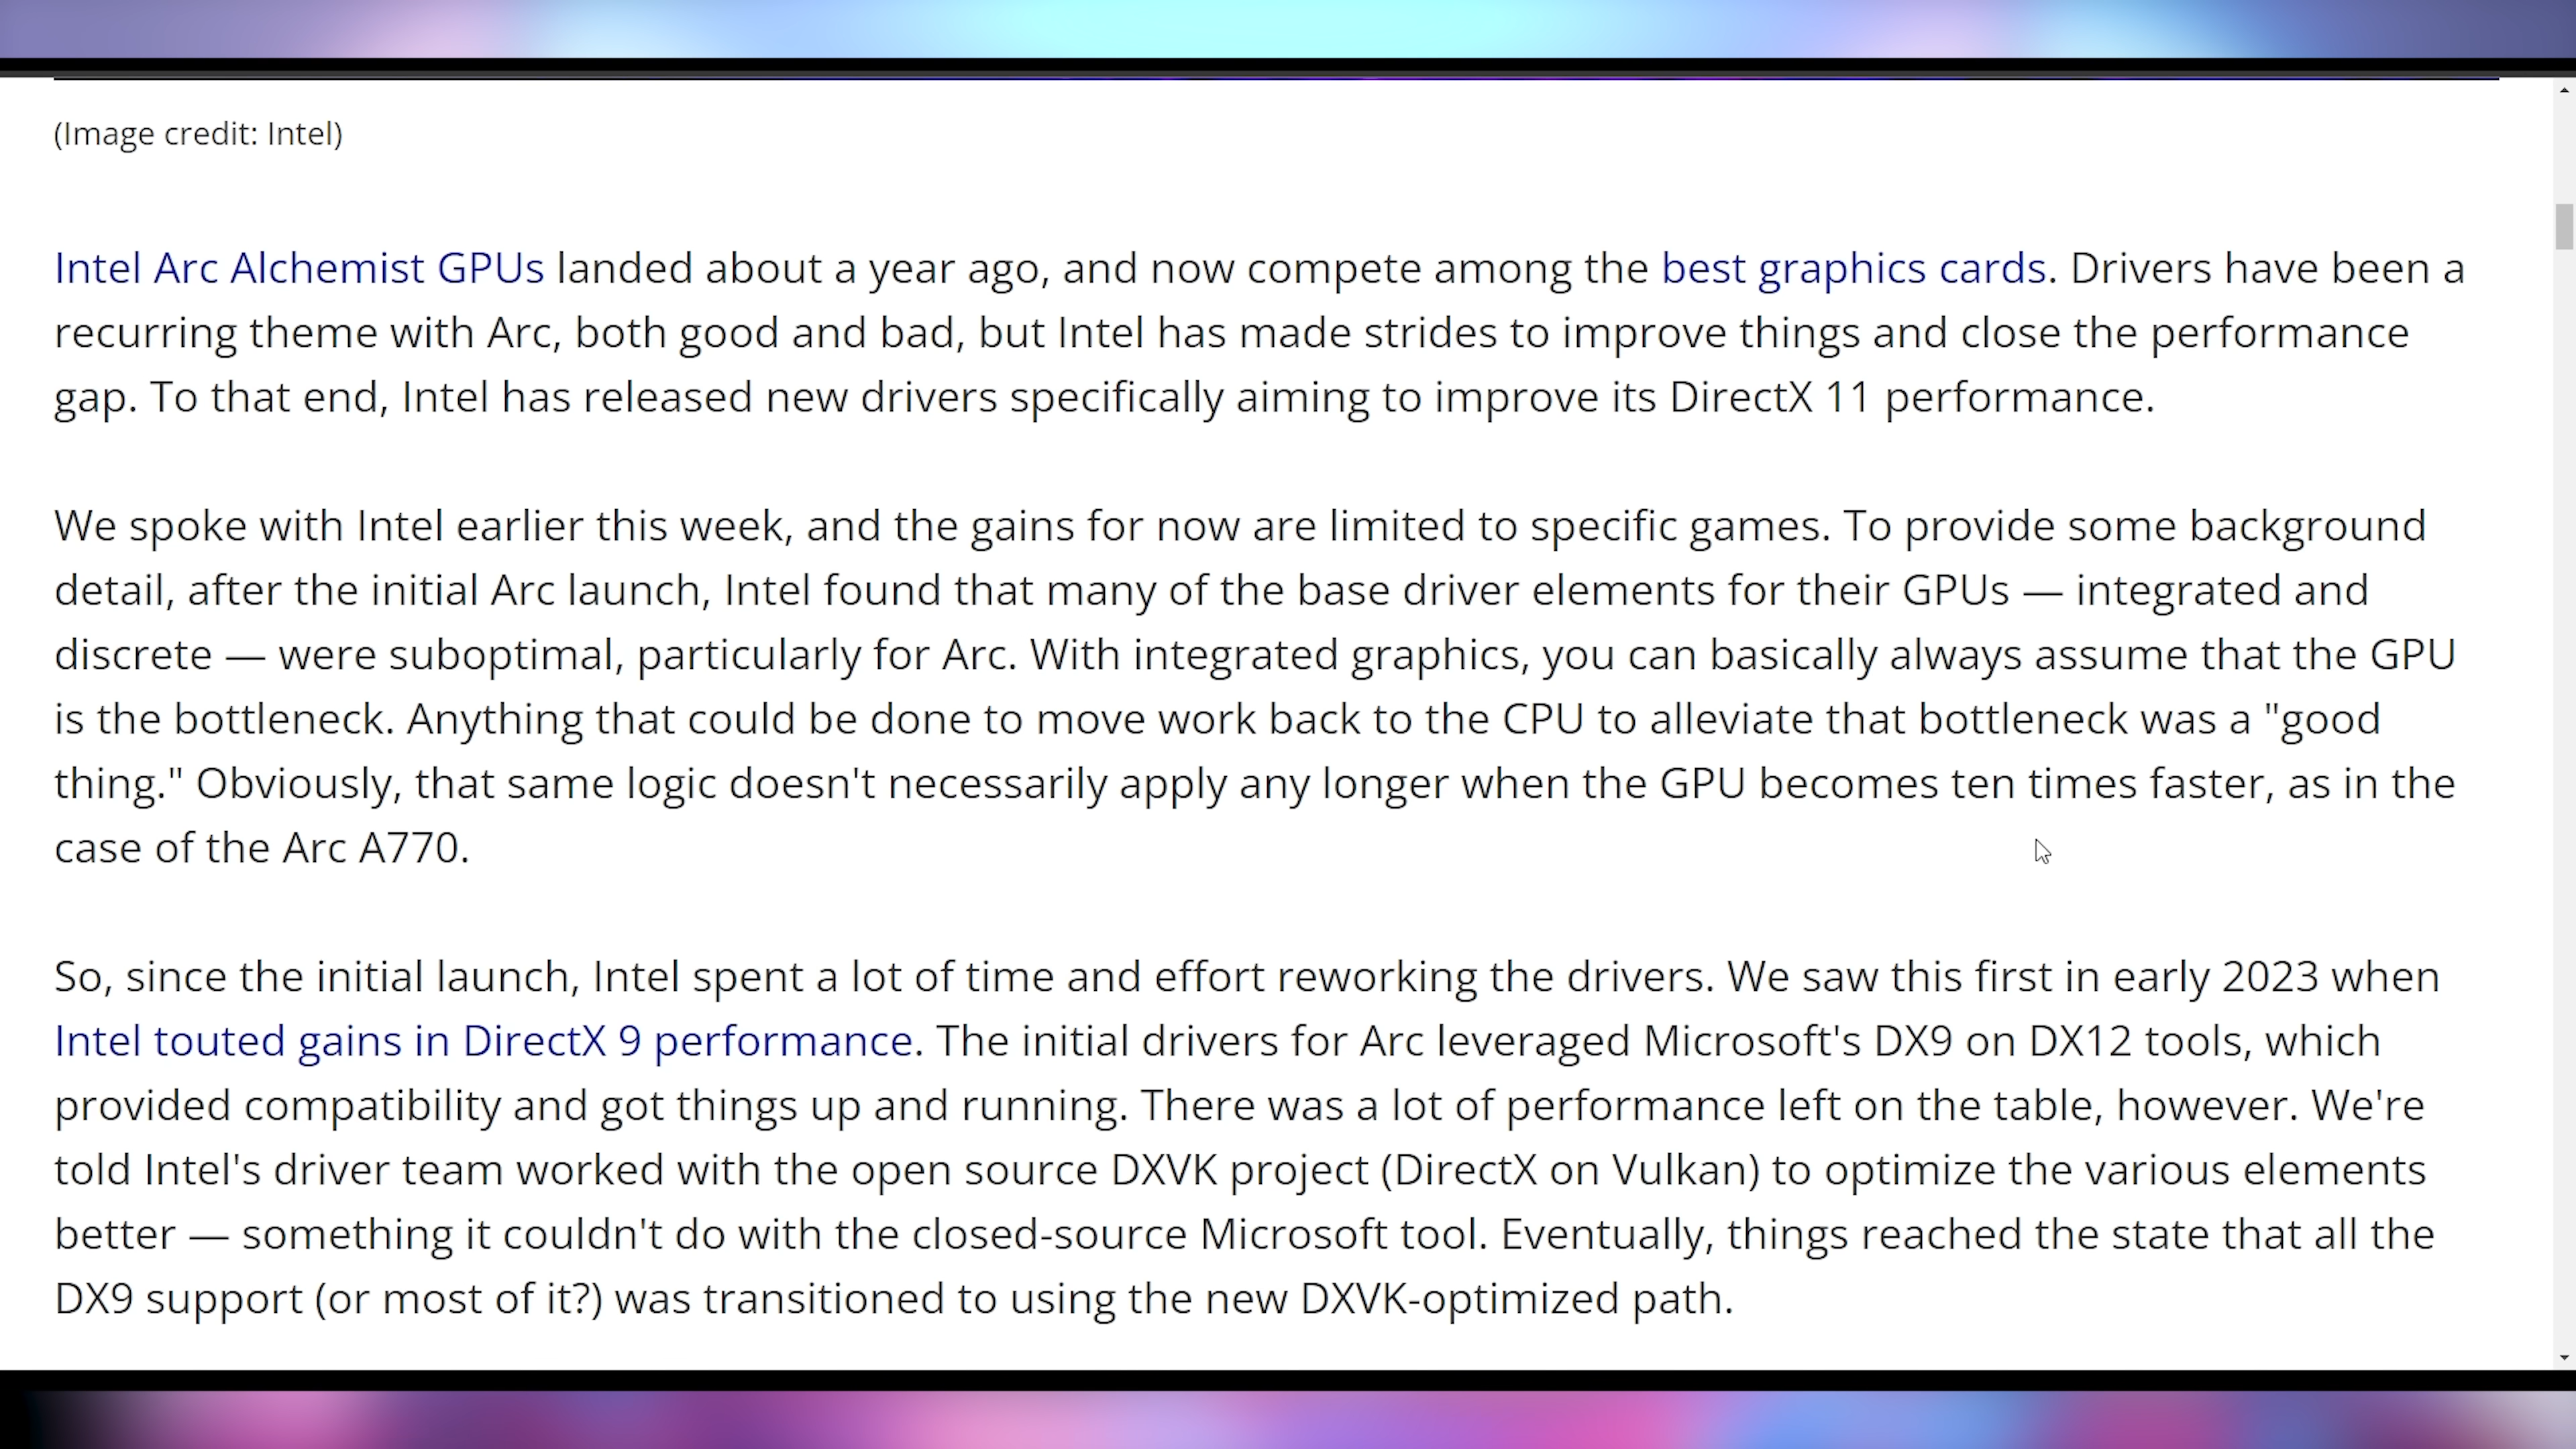 (Image credit: Intel)
Intel Arc Alchemist GPUs landed about a year ago, and now compete among the best graphics cards. Drivers have been a
recurring theme with Arc, both good and bad, but Intel has made strides to improve things and close the performance
gap. To that end, Intel has released new drivers specifically aiming to improve its DirectX 11 performance.
We spoke with Intel earlier this week, and the gains for now are limited to specific games. To provide some background
detail, after the initial Arc launch, Intel found that many of the base driver elements for their GPUs — integrated and
discrete — were suboptimal, particularly for Arc. With integrated graphics, you can basically always assume that the GPU
is the bottleneck. Anything that could be done to move work back to the CPU to alleviate that bottleneck was a "good
thing." Obviously, that same logic doesn't necessarily apply any longer when the GPU becomes ten times faster, as in the
case of the Arc A770.
So, since the initial launch, Intel spent a lot of time and effort reworking the drivers. We saw this first in early 2023 when
Intel touted gains in DirectX 9 performance. The initial drivers for Arc leveraged Microsoft's DX9 on DX12 tools, which
provided compatibility and got things up and running. There was a lot of performance left on the table, however. We're
told Intel's driver team worked with the open source DXVK project (DirectX on Vulkan) to optimize the various elements
better — something it couldn't do with the closed-source Microsoft tool. Eventually, things reached the state that all the
DX9 support (or most of it?) was transitioned to using the new DXVK-optimized path.